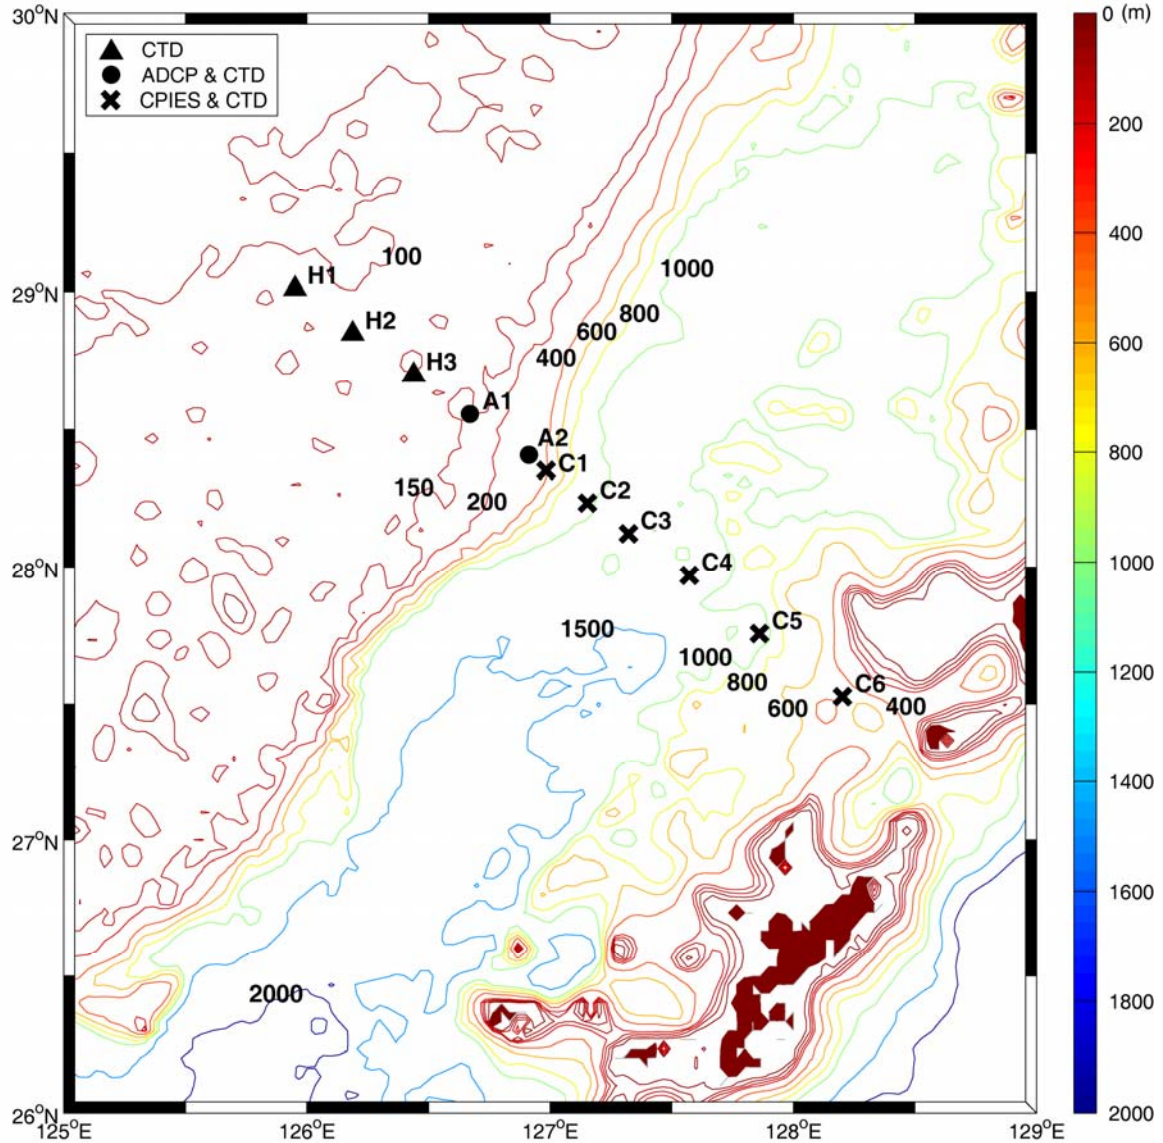 30°N
0 (m)
CTD
ADCP & CTD
CPIES & CTD
200
400
100
1000
H1
29°N
800
H2
600
400
600
H3
A1
A2
C1
800
150
200
C2
C3
C4
1000
28°N
1500
C5
1000
800
C6
600
400
1200
1400
27°N
1600
2000
1800
26°N
2000
125°E
126°E
127°E
128°E
129°E